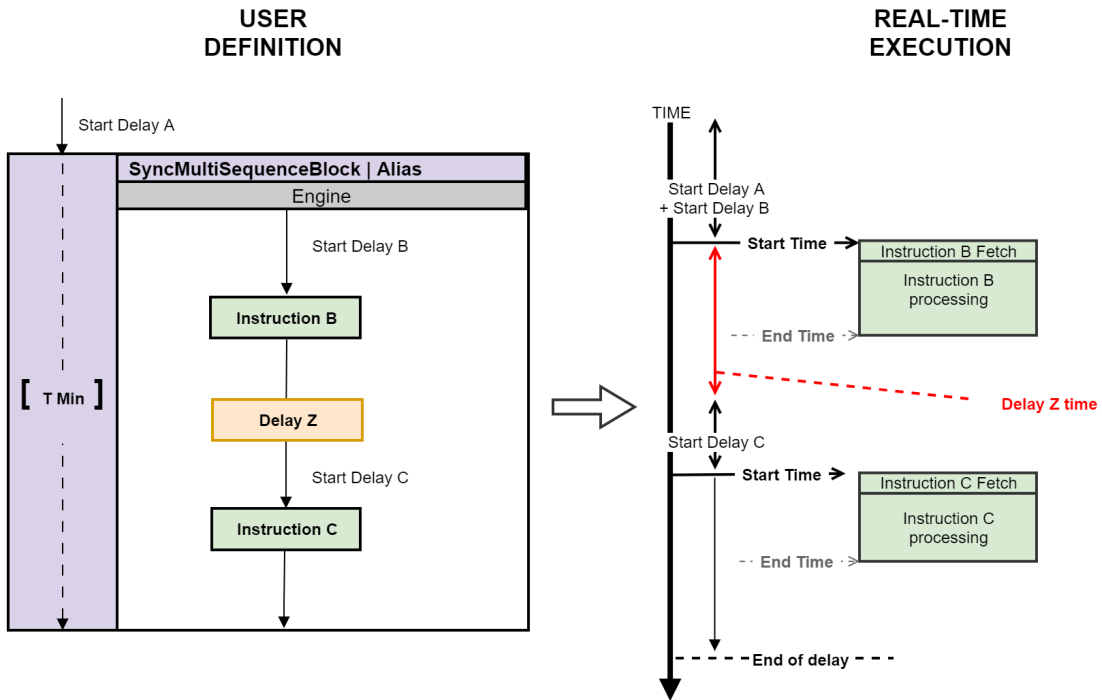 USER
DEFINITION
Start Delay A
SyncMultiSequenceBlock | Alias
Engine
Start Delay B
Instruction B
[ T Min ]
Delay Z
Start Delay C
Instruction C
REAL-TIME
EXECUTION
TIME
Start Delay A
+ Start Delay B
Start Time
Instruction B Fetch
Instruction B
processing
End Time
Delay Z time
Start Delay C
Start Time
Instruction C Fetch
Instruction C
processing
End Time
End of delay